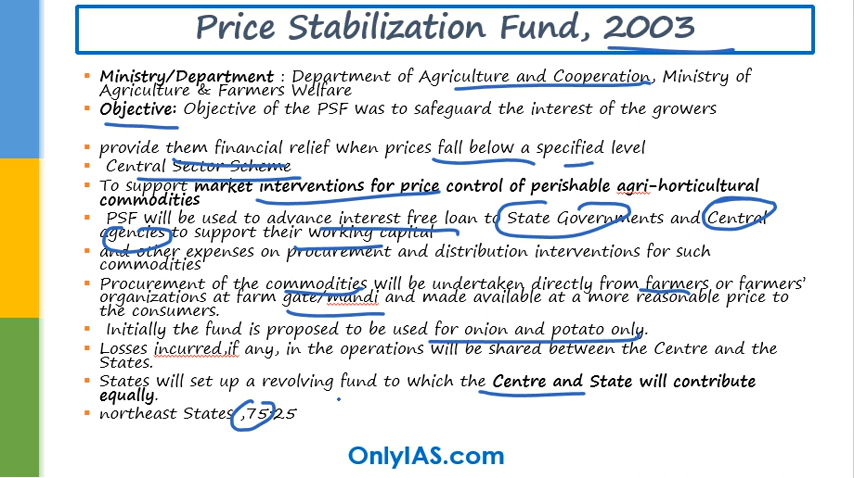 Price Stabilization Fund, 2003
Ministry/Department : Department of Agriculture and Cooperation, Ministry of
Agriculture & Farmers Welfare
Objective: Objective of the PSF was to safeguard the interest of the growers
provide them financial relief when prices fall below a specified level
Central Sector Scheme
To support market interventions for price control of perishable agri-horticultural
commodities
PSF will be used to advance interest free loan to State Governments and Central
agencies to support their working capital
and other expenses on procurement and distribution interventions for such
commodities
Procurement of the commodities will be undertaken directly from farmers or farmers'
organizations at farm gate/mandi and made available at a more reasonable price to
the consumers.
Initially the fund is proposed to be used for onion and potato only.
Losses incurred,if any, in the operations will be shared between the Centre and the
States.
States will set up a revolving fund to which the Centre and State will contribute
equally.
northeast States ,75:25
OnlyIAS.com